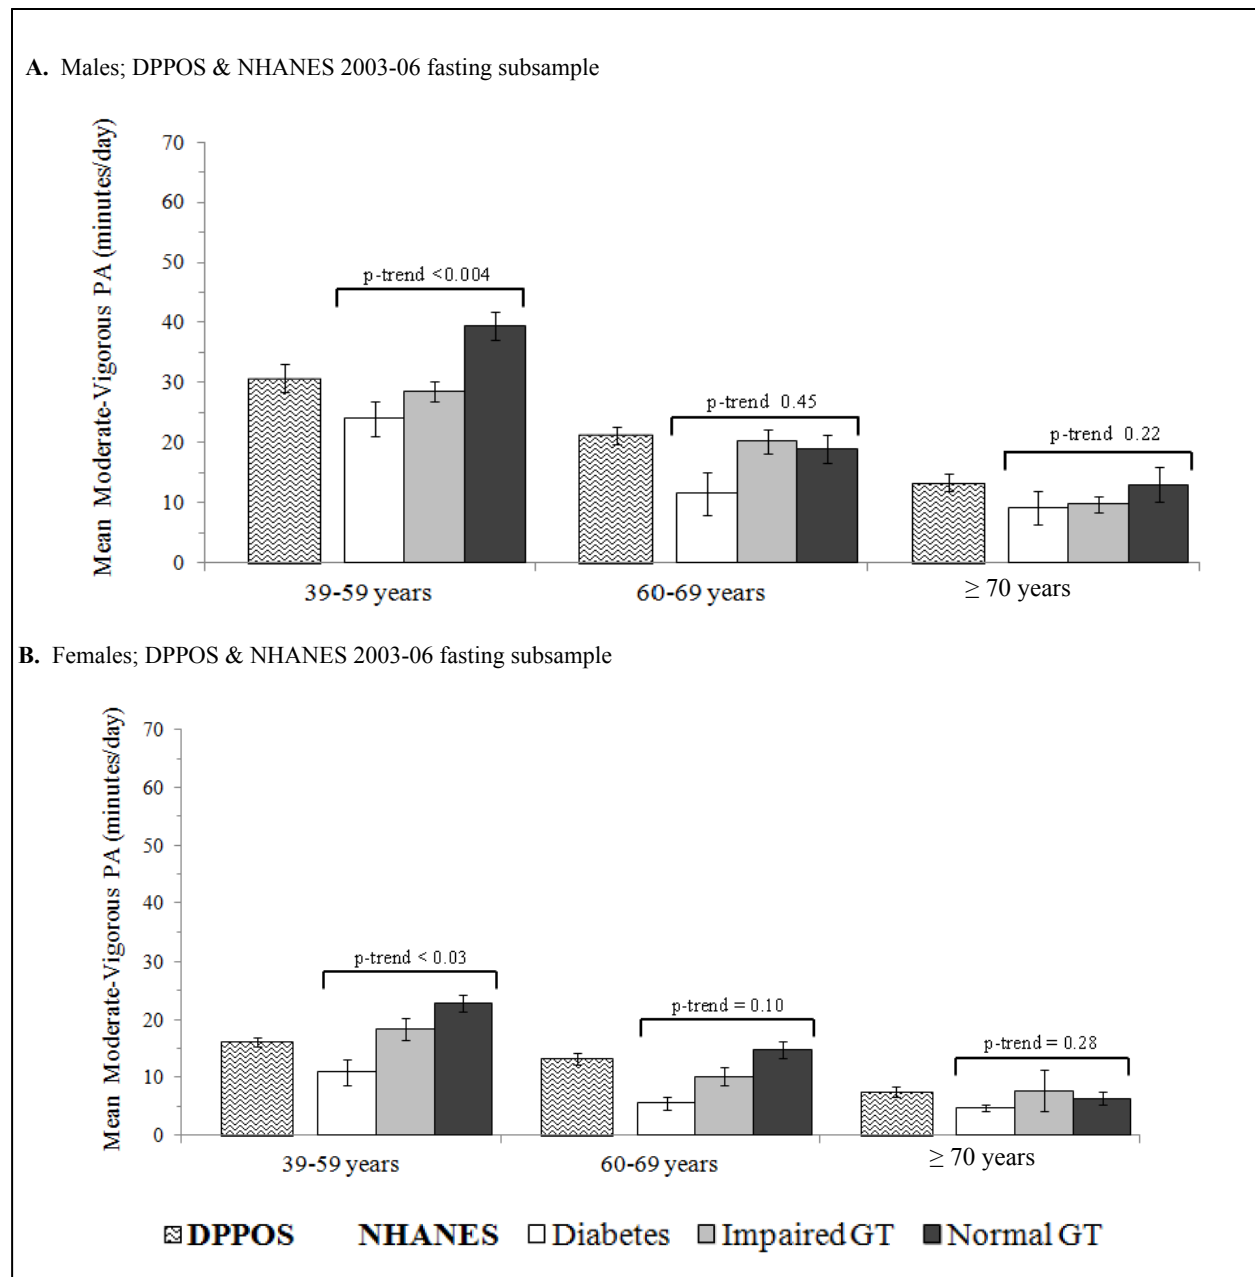 A. Males; DPPOS & NHANES 2003-06 fasting subsample
Mean Moderate-Vigorous PA (minutes/day)
70
60
50
40
30
20
10
0
p-trend <0.004
p-trend 0.45
p-trend 0.22
39-59 years
60-69 years
≥ 70 years
B. Females; DPPOS & NHANES 2003-06 fasting subsample
Mean Moderate-Vigorous PA (minutes/day)
70
60
50
40
30
20
10
0
p-trend < 0.03
p-trend = 0.10
p-trend = 0.28
39-59 years
60-69 years
≥ 70 years
DPPOS NHANES Diabetes Impaired GT Normal GT